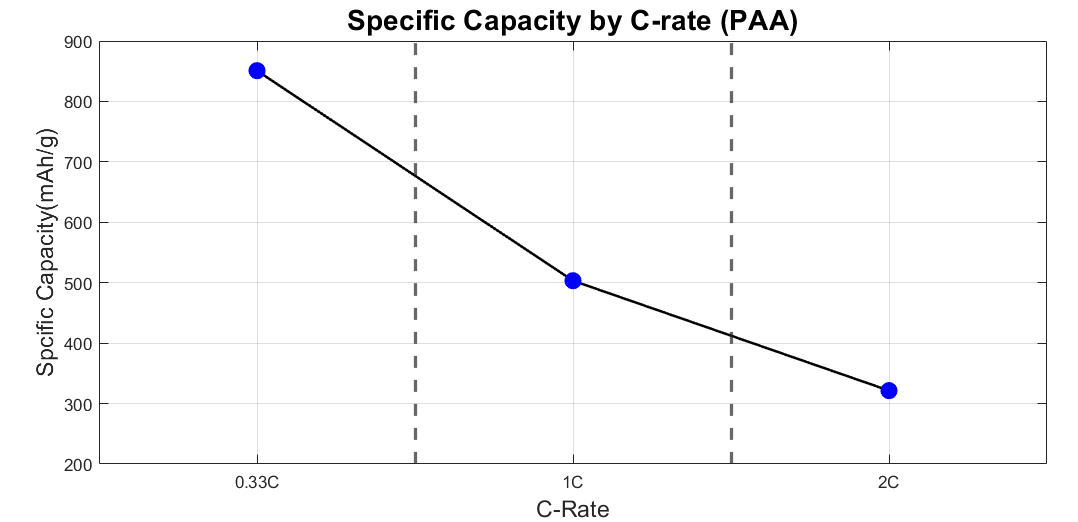 Specific Capacity by C-rate (PAA)
900
800
700
600
500
400
300
200
Spcific Capacity(mAh/g)
0.33C 1C 2C
C-Rate